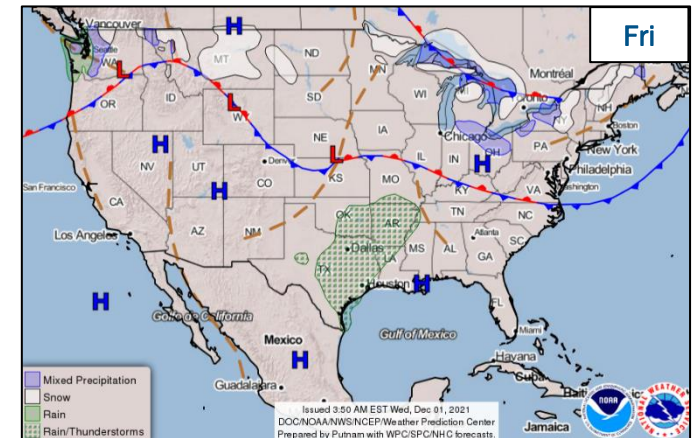 Fri
Vancouver
H
Seattle
WA
L
MT
ND
MN
Montréal
OR
ID
SD
WI
MI
Toronto
NH
L
W
NY
Boston
H
NE
IA
Chicago
PA
New York
NV
UT
Denv
L
IL
IN
OH
H
Philadelphia
San Francisco
H
CO
KS
MO
KY
VA
Washington
CA
OK
TN
NC
Los Angeles
AZ
NM
AR
Atlanta
SC
Dallas
MS
AL
GA
TX
LA
Houston
H
H
FL
Golfo de California
Gulf of Mexico
Miami
Mexico
H
Havana
Cuba
Guadalajara
Jamaica
Mixed Precipitation
Snow
Rain
Rain/Thunderstorms
Issued 3:50 AM EST Wed, Dec 01, 2021
DOC/NOAA/NWS/NCEP/Weather Prediction Center
Prepared by Putnam with WPC/SPC/NHC forecasts.
NOAA